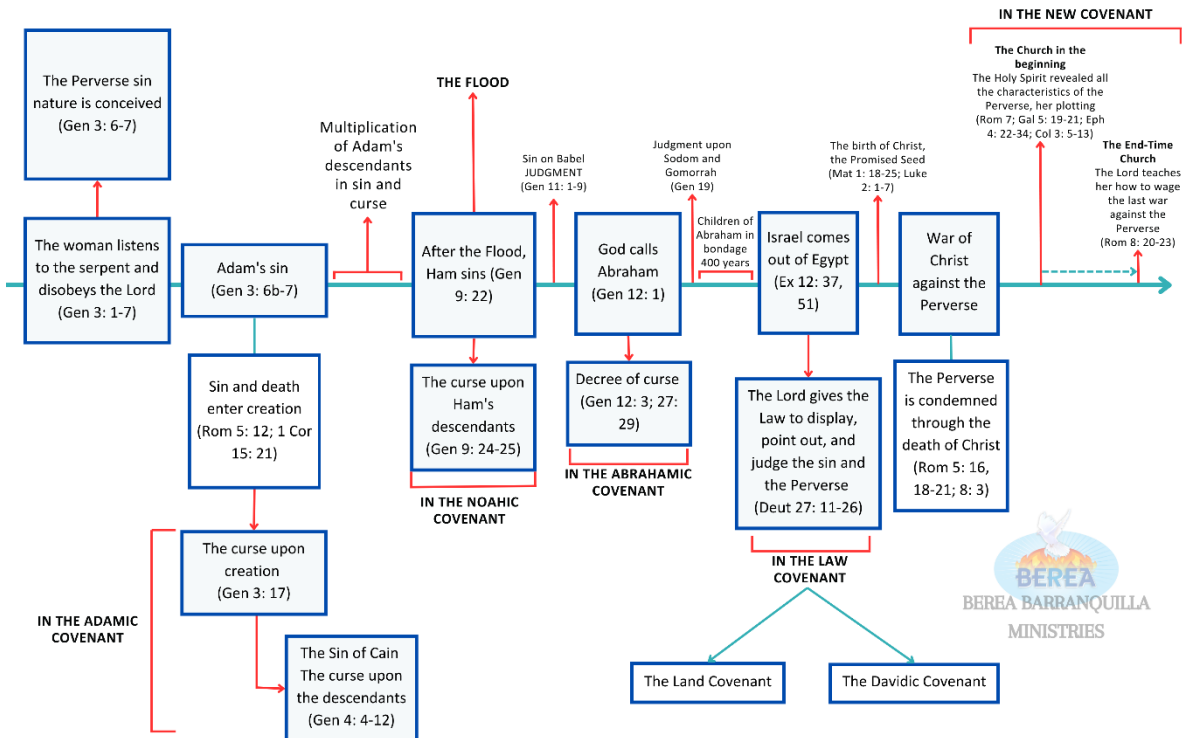 IN THE NEW COVENANT
The Church in the
beginning
The Holy Spirit revealed all
the characteristics of the
Perverse, her plotting
(Rom 7; Gal 5: 19-21; Eph
4: 22-34; Col 3: 5-13)
The End-Time
Church
The Lord teaches
her how to wage
the last war
against the
Perverse
(Rom 8: 20-23)
The Perverse sin
nature is conceived
(Gen 3: 6-7)
THE FLOOD
Multiplication
of Adam's
descendants
in sin and
curse
Sin on Babel
JUDGMENT
(Gen 11: 1-9)
Judgment upon
Sodom and
Gomorrah
(Gen 19)
Children of
Abraham in
bondage
400 years
The birth of Christ,
the Promised Seed
(Mat 1: 18-25; Luke
2: 1-7)
The woman listens
to the serpent and
disobeys the Lord
(Gen 3: 1-7)
Adam's sin
(Gen 3: 6b-7)
After the Flood,
Ham sins (Gen
9: 22)
God calls
Abraham
(Gen 12: 1)
Israel comes
out of Egypt
(Ex 12: 37,
51)
War of
Christ
against the
Perverse
Sin and death
enter creation
(Rom 5: 12; 1 Cor
15: 21)
The curse upon
Ham's
descendants
(Gen 9: 24-25)
Decree of curse
(Gen 12: 3; 27:
29)
The Lord gives the
Law to display,
point out, and
judge the sin and
the Perverse
(Deut 27: 11-26)
The Perverse
is condemned
through the
death of Christ
(Rom 5: 16,
18-21; 8: 3)
IN THE NOAHIC
COVENANT
IN THE ABRAHAMIC
COVENANT
IN THE LAW
COVENANT
The curse upon
creation
(Gen 3: 17)
IN THE ADAMIC
COVENANT
The Sin of Cain
The curse upon
the descendants
(Gen 4: 4-12)
The Land Covenant
The Davidic Covenant
BEREA
BEREA BARRANQUILLA
MINISTRIES